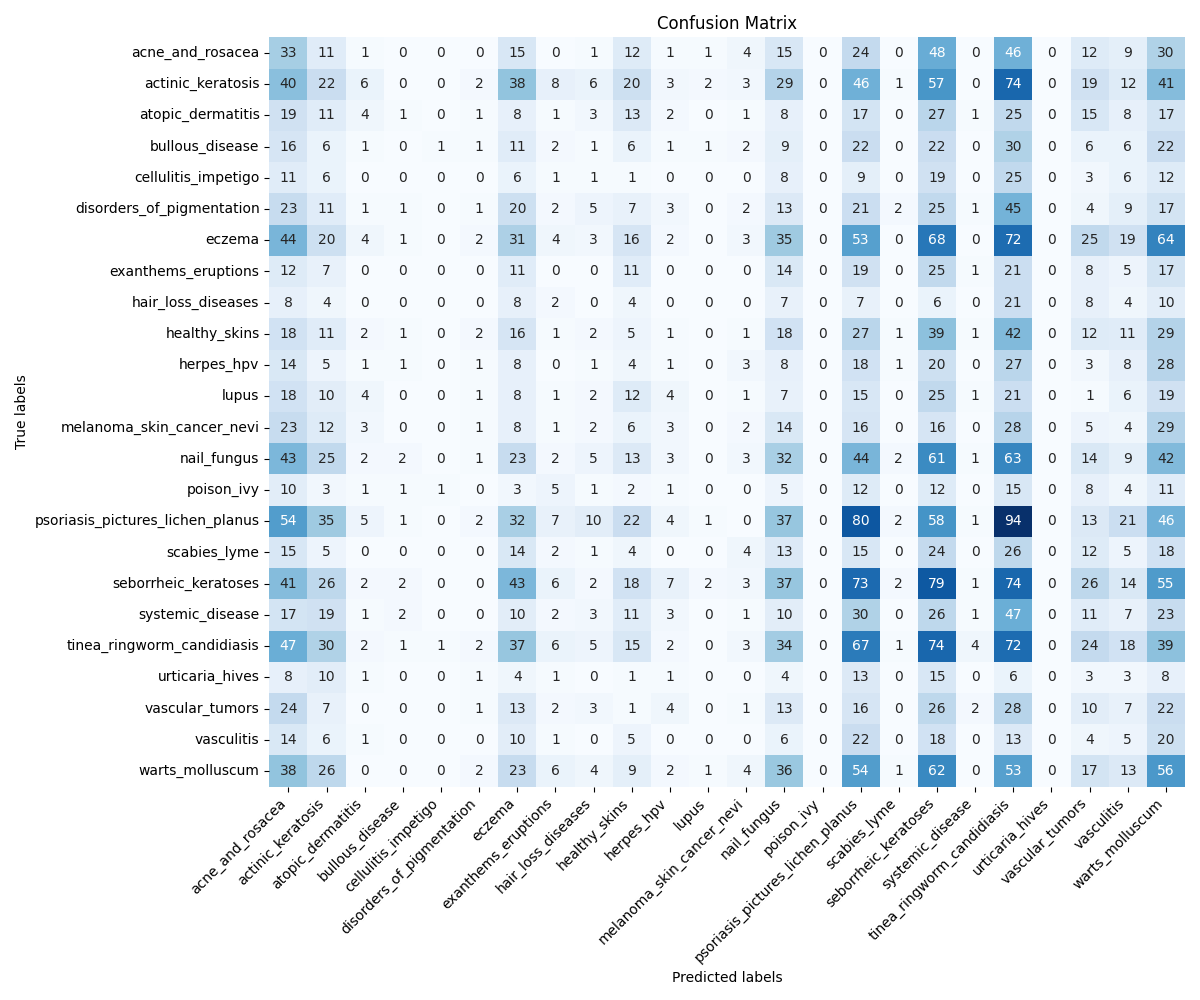 Confusion Matrix
True labels
acne_and_rosacea 33 11 1 0 0 0 15 0 1 12 1 1 4 15 0 24 0 48 0 46 0 12 9 30
actinic_keratosis 40 22 6 0 0 2 38 8 6 20 3 2 3 29 0 46 1 57 0 74 0 19 12 41
atopic_dermatitis 19 11 4 1 0 1 8 1 3 13 2 0 1 8 0 17 0 27 1 25 0 15 8 17
bullous_disease 16 6 1 0 1 1 11 2 1 6 1 1 2 9 0 22 0 22 0 30 0 6 6 22
cellulitis_impetigo 11 6 0 0 0 0 6 1 1 1 0 0 0 8 0 9 0 19 0 25 0 3 6 12
disorders_of_pigmentation 23 11 1 1 0 1 20 2 5 7 3 0 2 13 0 21 2 25 1 45 0 4 9 17
eczema 44 20 4 1 0 2 31 4 3 16 2 0 3 35 0 53 0 68 0 72 0 25 19 64
exanthems_eruptions 12 7 0 0 0 0 11 0 0 11 0 0 0 14 0 19 0 25 1 21 0 8 5 17
hair_loss_diseases 8 4 0 0 0 0 8 2 0 4 0 0 0 7 0 7 0 6 0 21 0 8 4 10
healthy_skins 18 11 2 1 0 2 16 1 2 5 1 0 1 18 0 27 1 39 1 42 0 12 11 29
herpes_hpv 14 5 1 1 0 1 8 0 1 4 1 0 3 8 0 18 1 20 0 27 0 3 8 28
lupus 18 10 4 0 0 1 8 1 2 12 4 0 1 7 0 15 0 25 1 21 0 1 6 19
melanoma_skin_cancer_nevi 23 12 3 0 0 1 8 1 2 6 3 0 2 14 0 16 0 16 0 28 0 5 4 29
nail_fungus 43 25 2 2 0 1 23 2 5 13 3 0 3 32 0 44 2 61 1 63 0 14 9 42
poison_ivy 10 3 1 1 1 0 3 5 1 2 1 0 0 5 0 12 0 12 0 15 0 8 4 11
psoriasis_pictures_lichen_planus 54 35 5 1 0 2 32 7 10 22 4 1 0 37 0 80 2 58 1 94 0 13 21 46
scabies_lyme 15 5 0 0 0 0 14 2 1 4 0 0 4 13 0 15 0 24 0 26 0 12 5 18
seborrheic_keratoses 41 26 2 2 0 0 43 6 2 18 7 2 3 37 0 73 2 79 1 74 0 26 14 55
systemic_disease 17 19 1 2 0 0 10 2 3 11 3 0 1 10 0 30 0 26 1 47 0 11 7 23
tinea_ringworm_candidiasis 47 30 2 1 1 2 37 6 5 15 2 0 3 34 0 67 1 74 4 72 0 24 18 39
urticaria_hives 8 10 1 0 0 1 4 1 0 1 1 0 0 4 0 13 0 15 0 6 0 3 3 8
vascular_tumors 24 7 0 0 0 1 13 2 3 1 4 0 1 13 0 16 0 26 2 28 0 10 7 22
vasculitis 14 6 1 0 0 0 10 1 0 5 0 0 0 6 0 22 0 18 0 13 0 4 5 20
warts_molluscum 38 26 0 0 0 2 23 6 4 9 2 1 4 36 0 54 1 62 0 53 0 17 13 56
acne_and_rosacea
actinic_keratosis
atopic_dermatitis
bullous_disease
cellulitis_impetigo
disorders_of_pigmentation
eczema
exanthems_eruptions
hair_loss_diseases
healthy_skins
herpes_hpv
lupus
melanoma_skin_cancer_nevi
nail_fungus
poison_ivy
psoriasis_pictures_lichen_planus
scabies_lyme
seborrheic_keratoses
systemic_disease
tinea_ringworm_candidiasis
urticaria_hives
vascular_tumors
vasculitis
warts_molluscum
Predicted labels